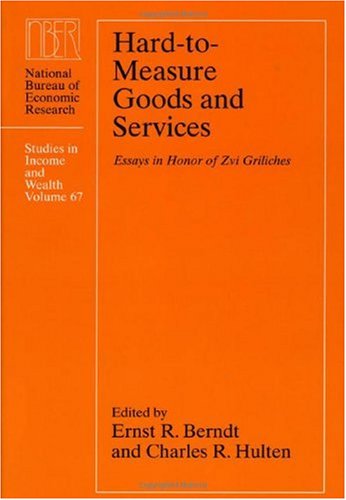 NBER
National
Bureau of
Economic
Research
Studies in
Income
and
Wealth
Volume 67
Hard-to-
Measure
Goods and
Services
Essays in Honor of Zvi Griliches
Edited by
Ernst R. Berndt
and Charles R. Hulten